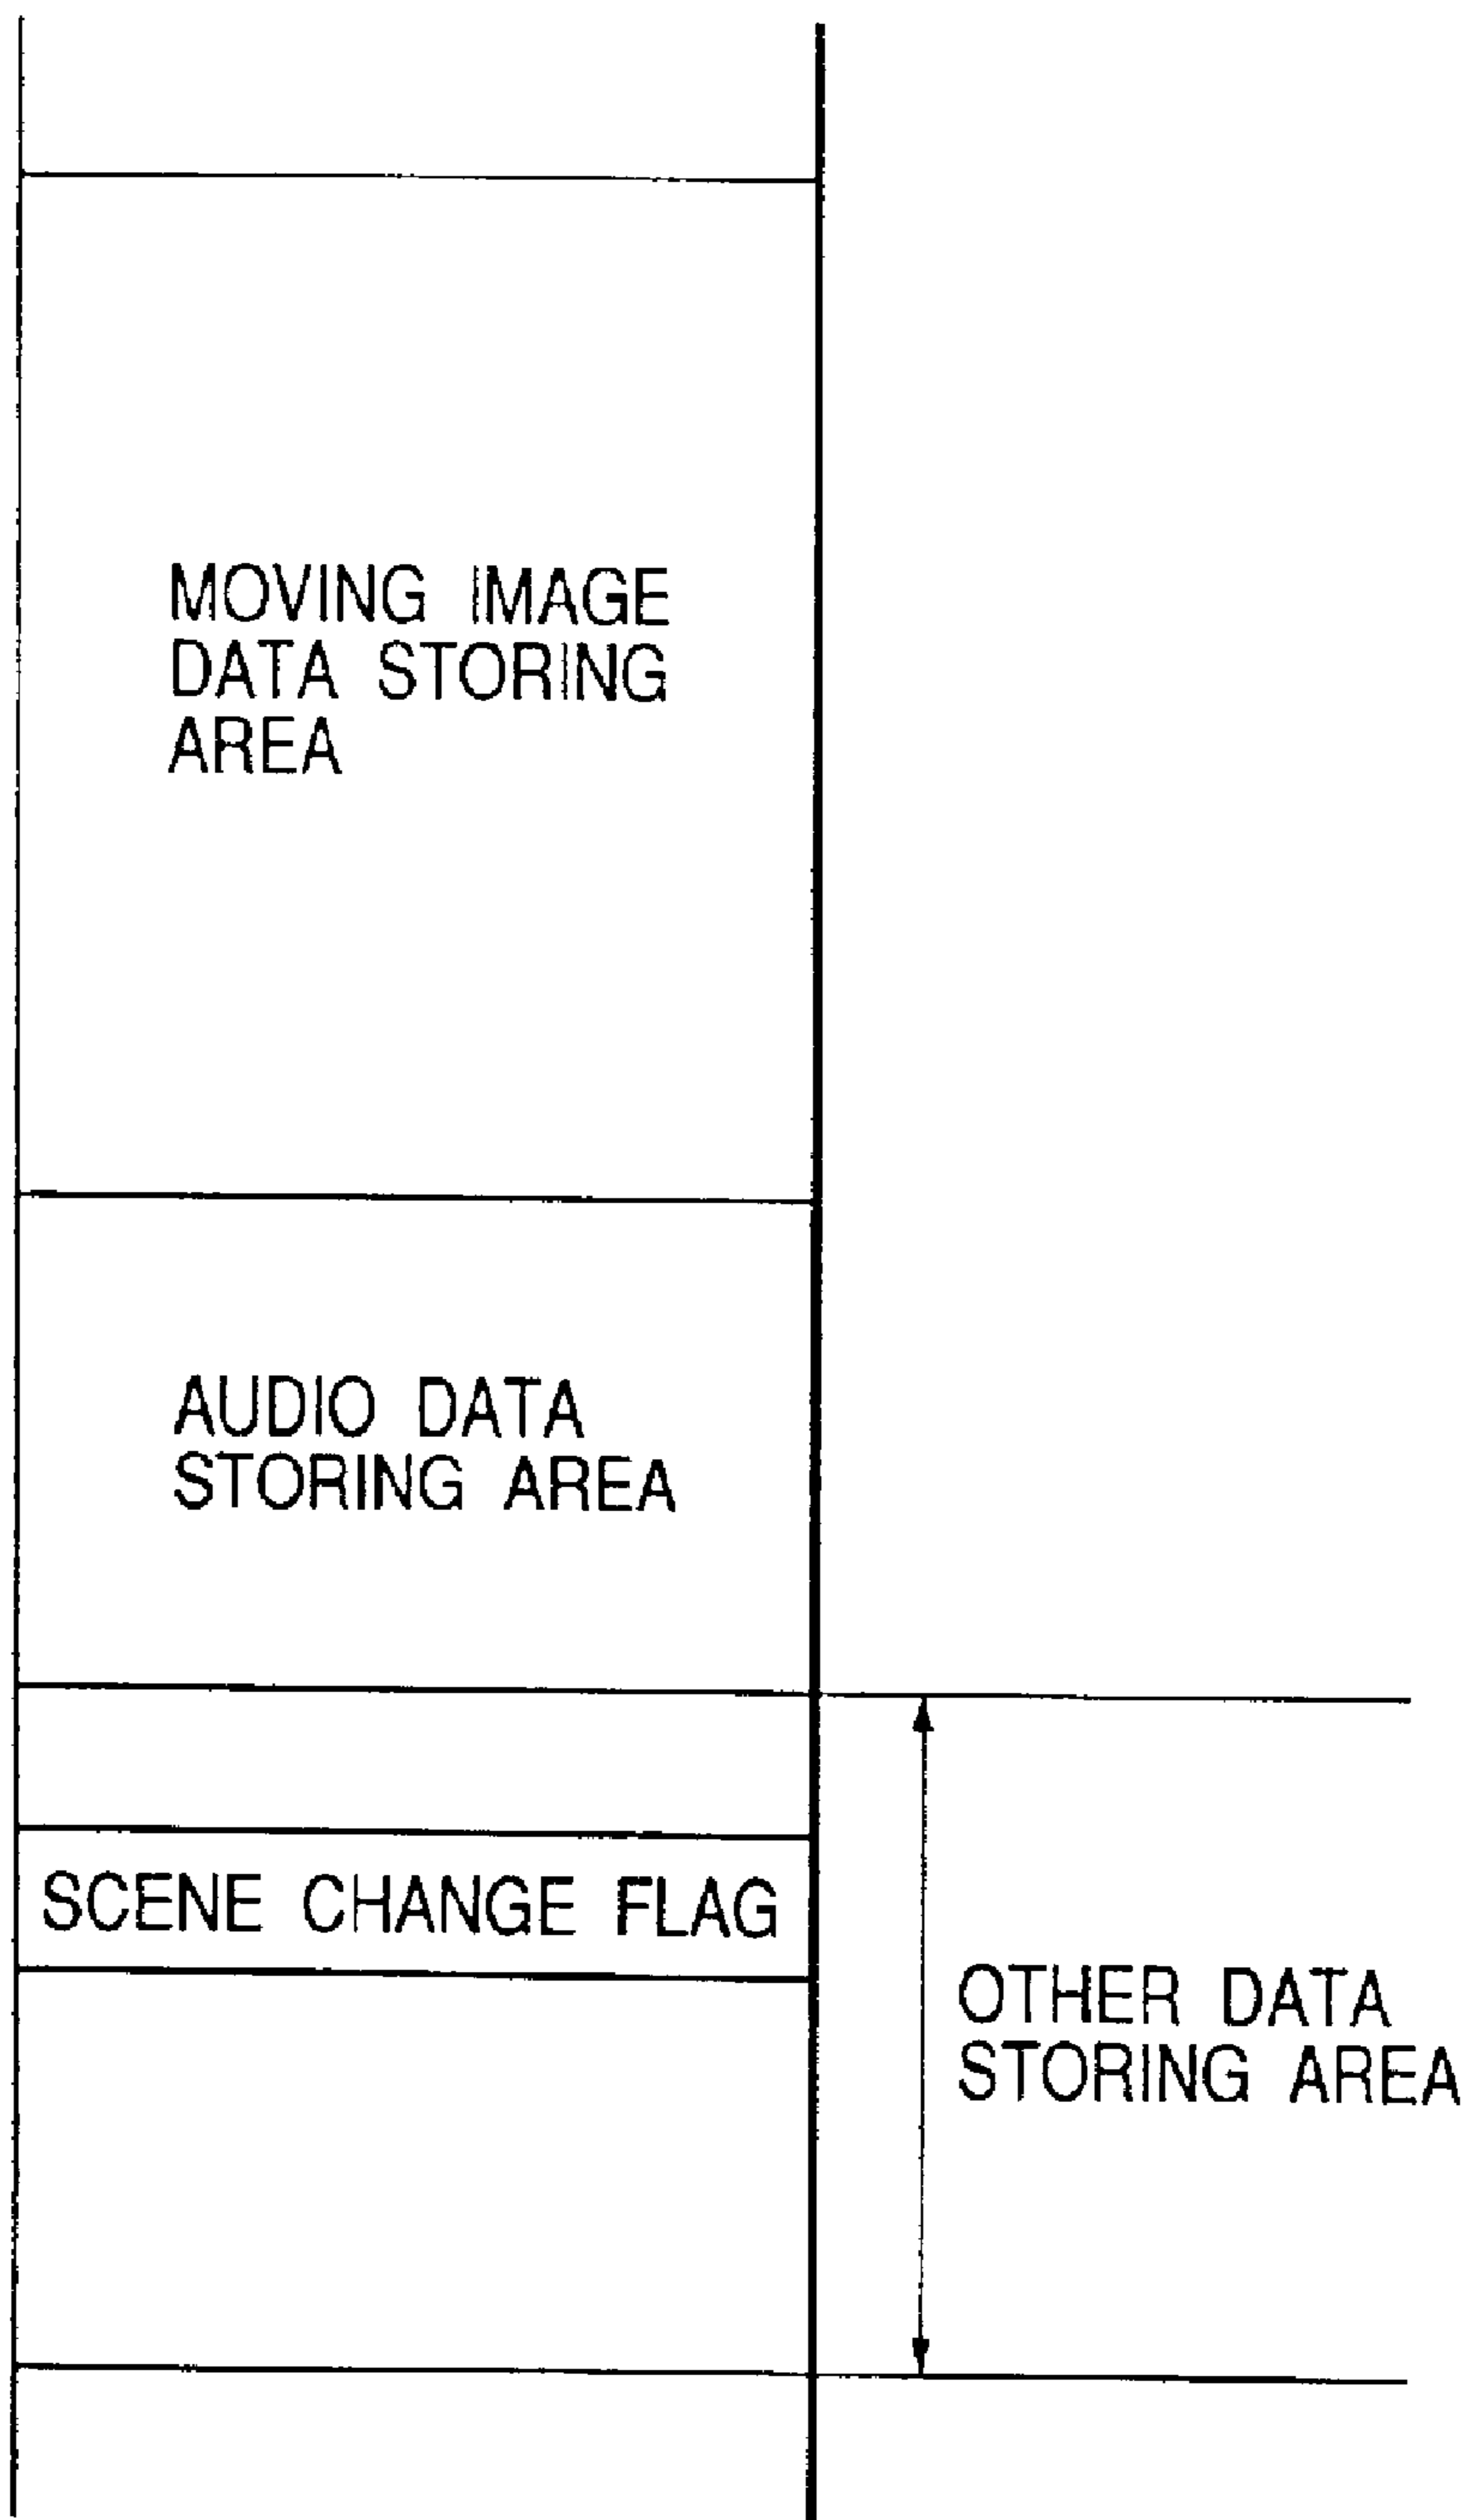 MOVING IMAGE
DATA STORING
AREA
AUDIO DATA
STORING AREA
SCENE CHANGE FLAG
OTHER DATA
STORING AREA